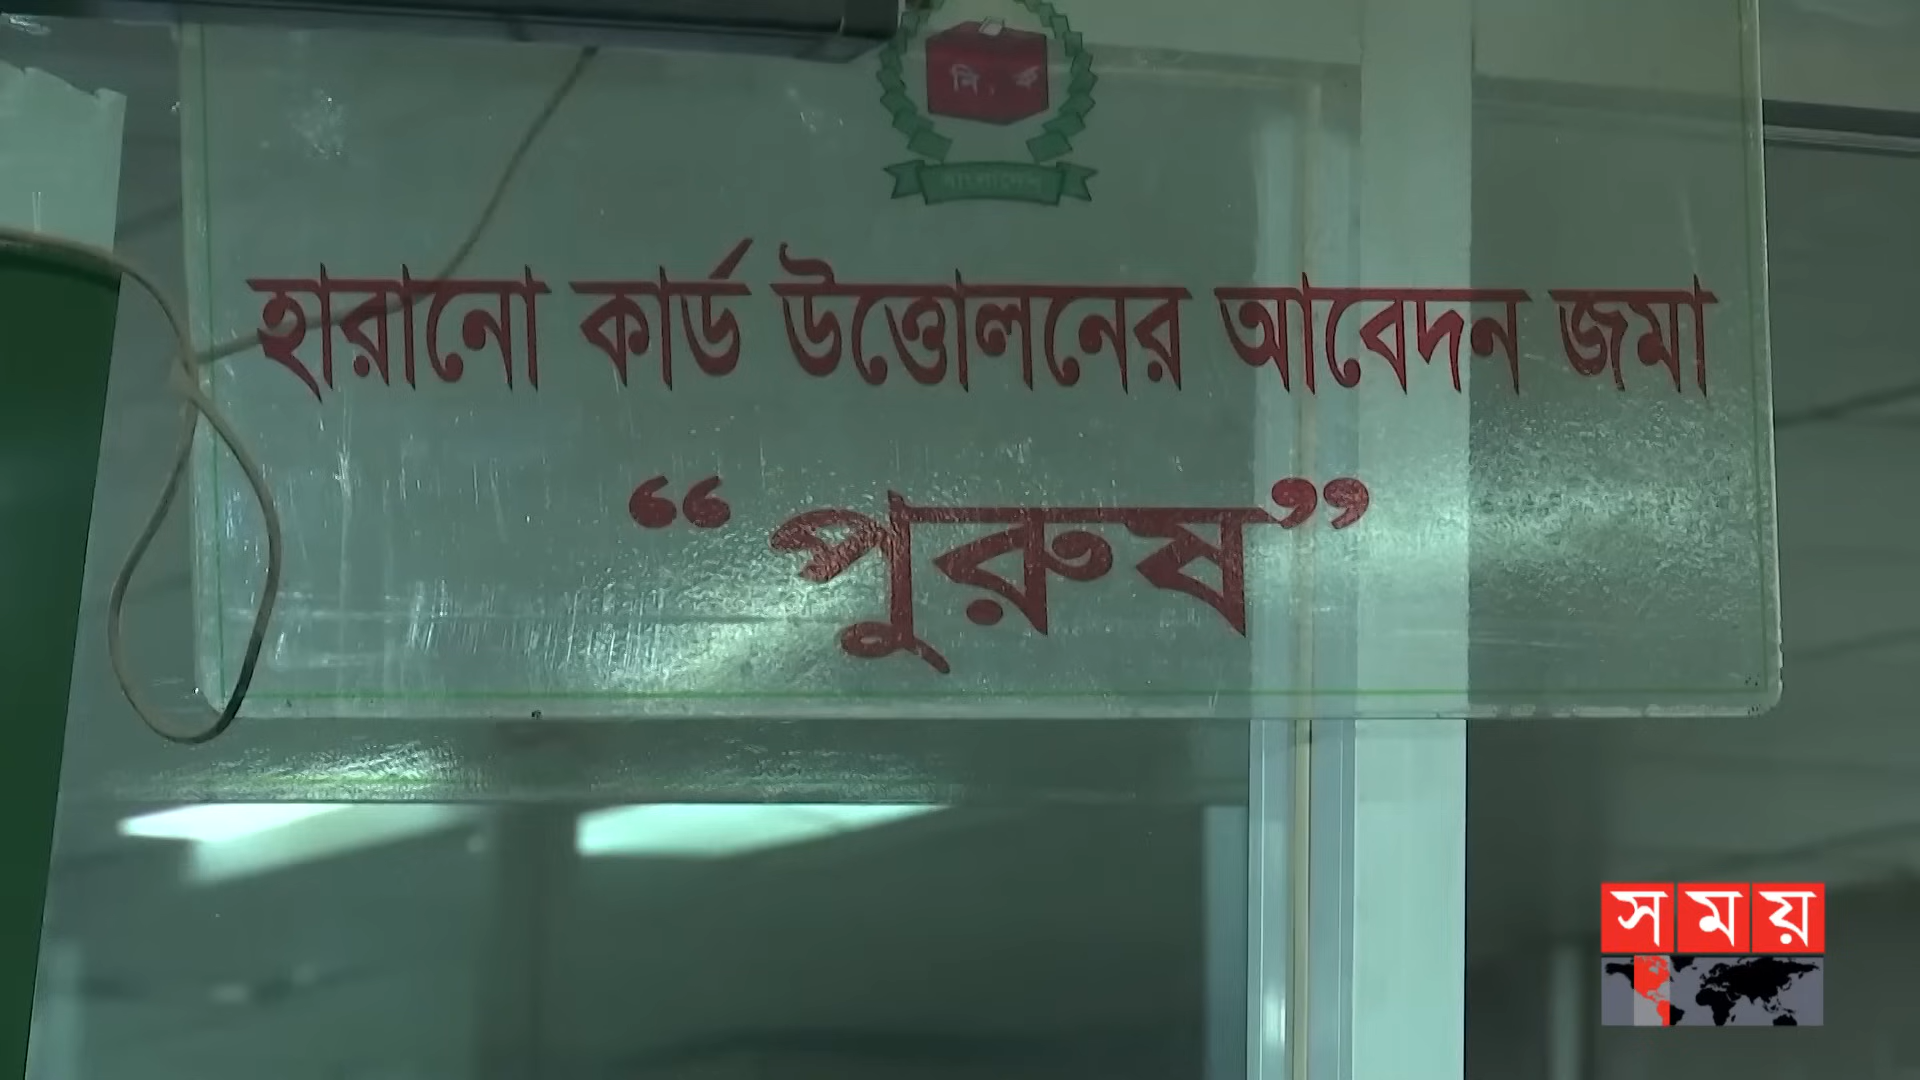 হারানো কার্ড উত্তোলনের আবেদন জমা
“পুরুষ”
সময়